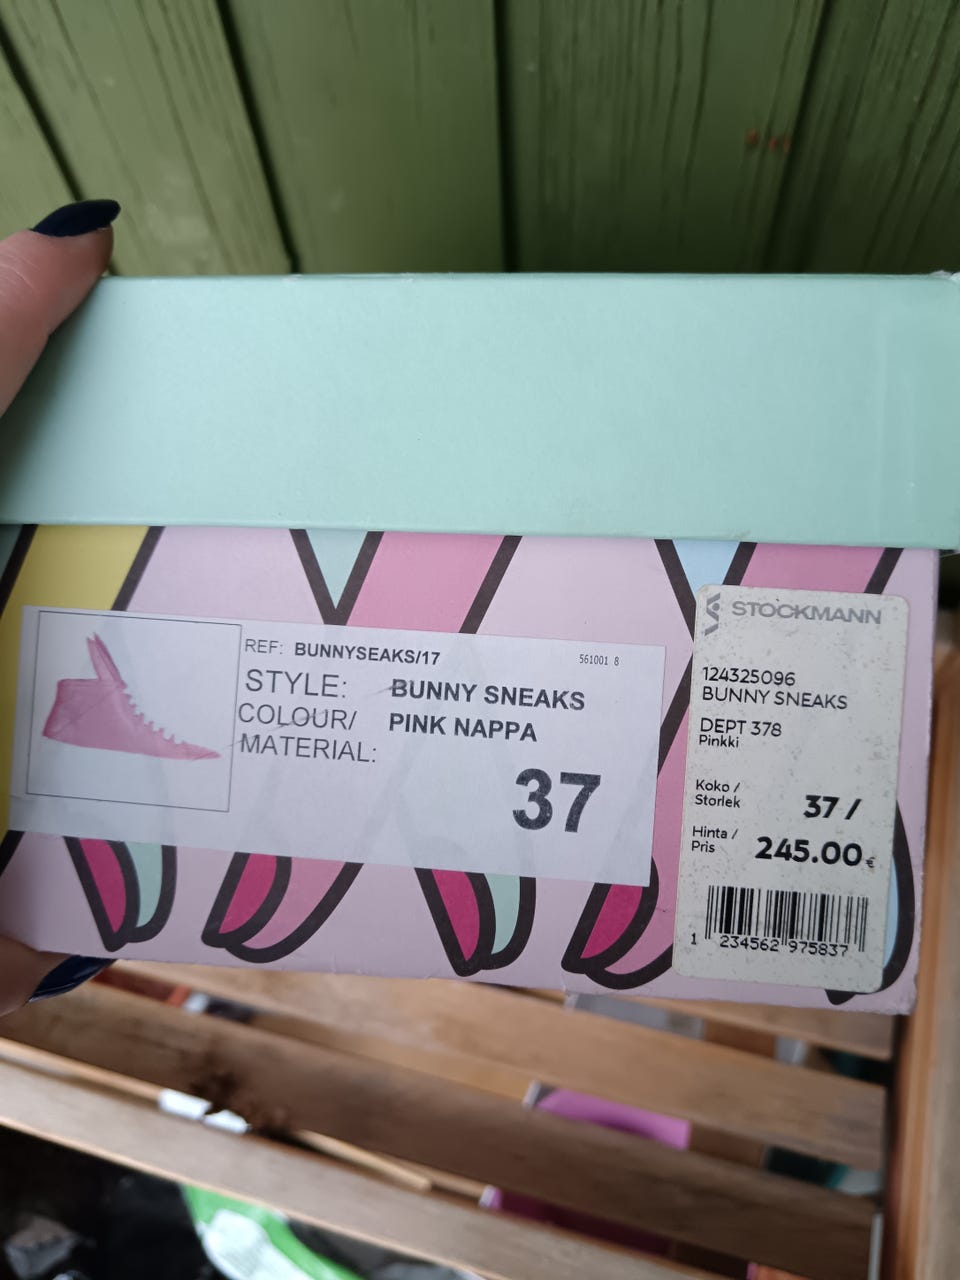 REF: BUNNYSEAKS/17
561001 8
STYLE: BUNNY SNEAKS
COLOUR/ PINK NAPPA
MATERIAL:
37
STOCKMANN
124325096
BUNNY SNEAKS
DEPT 378
Pinkki
Koko /
Storlek 37 /
Hinta /
Pris 245.00 €
1 234562 975837